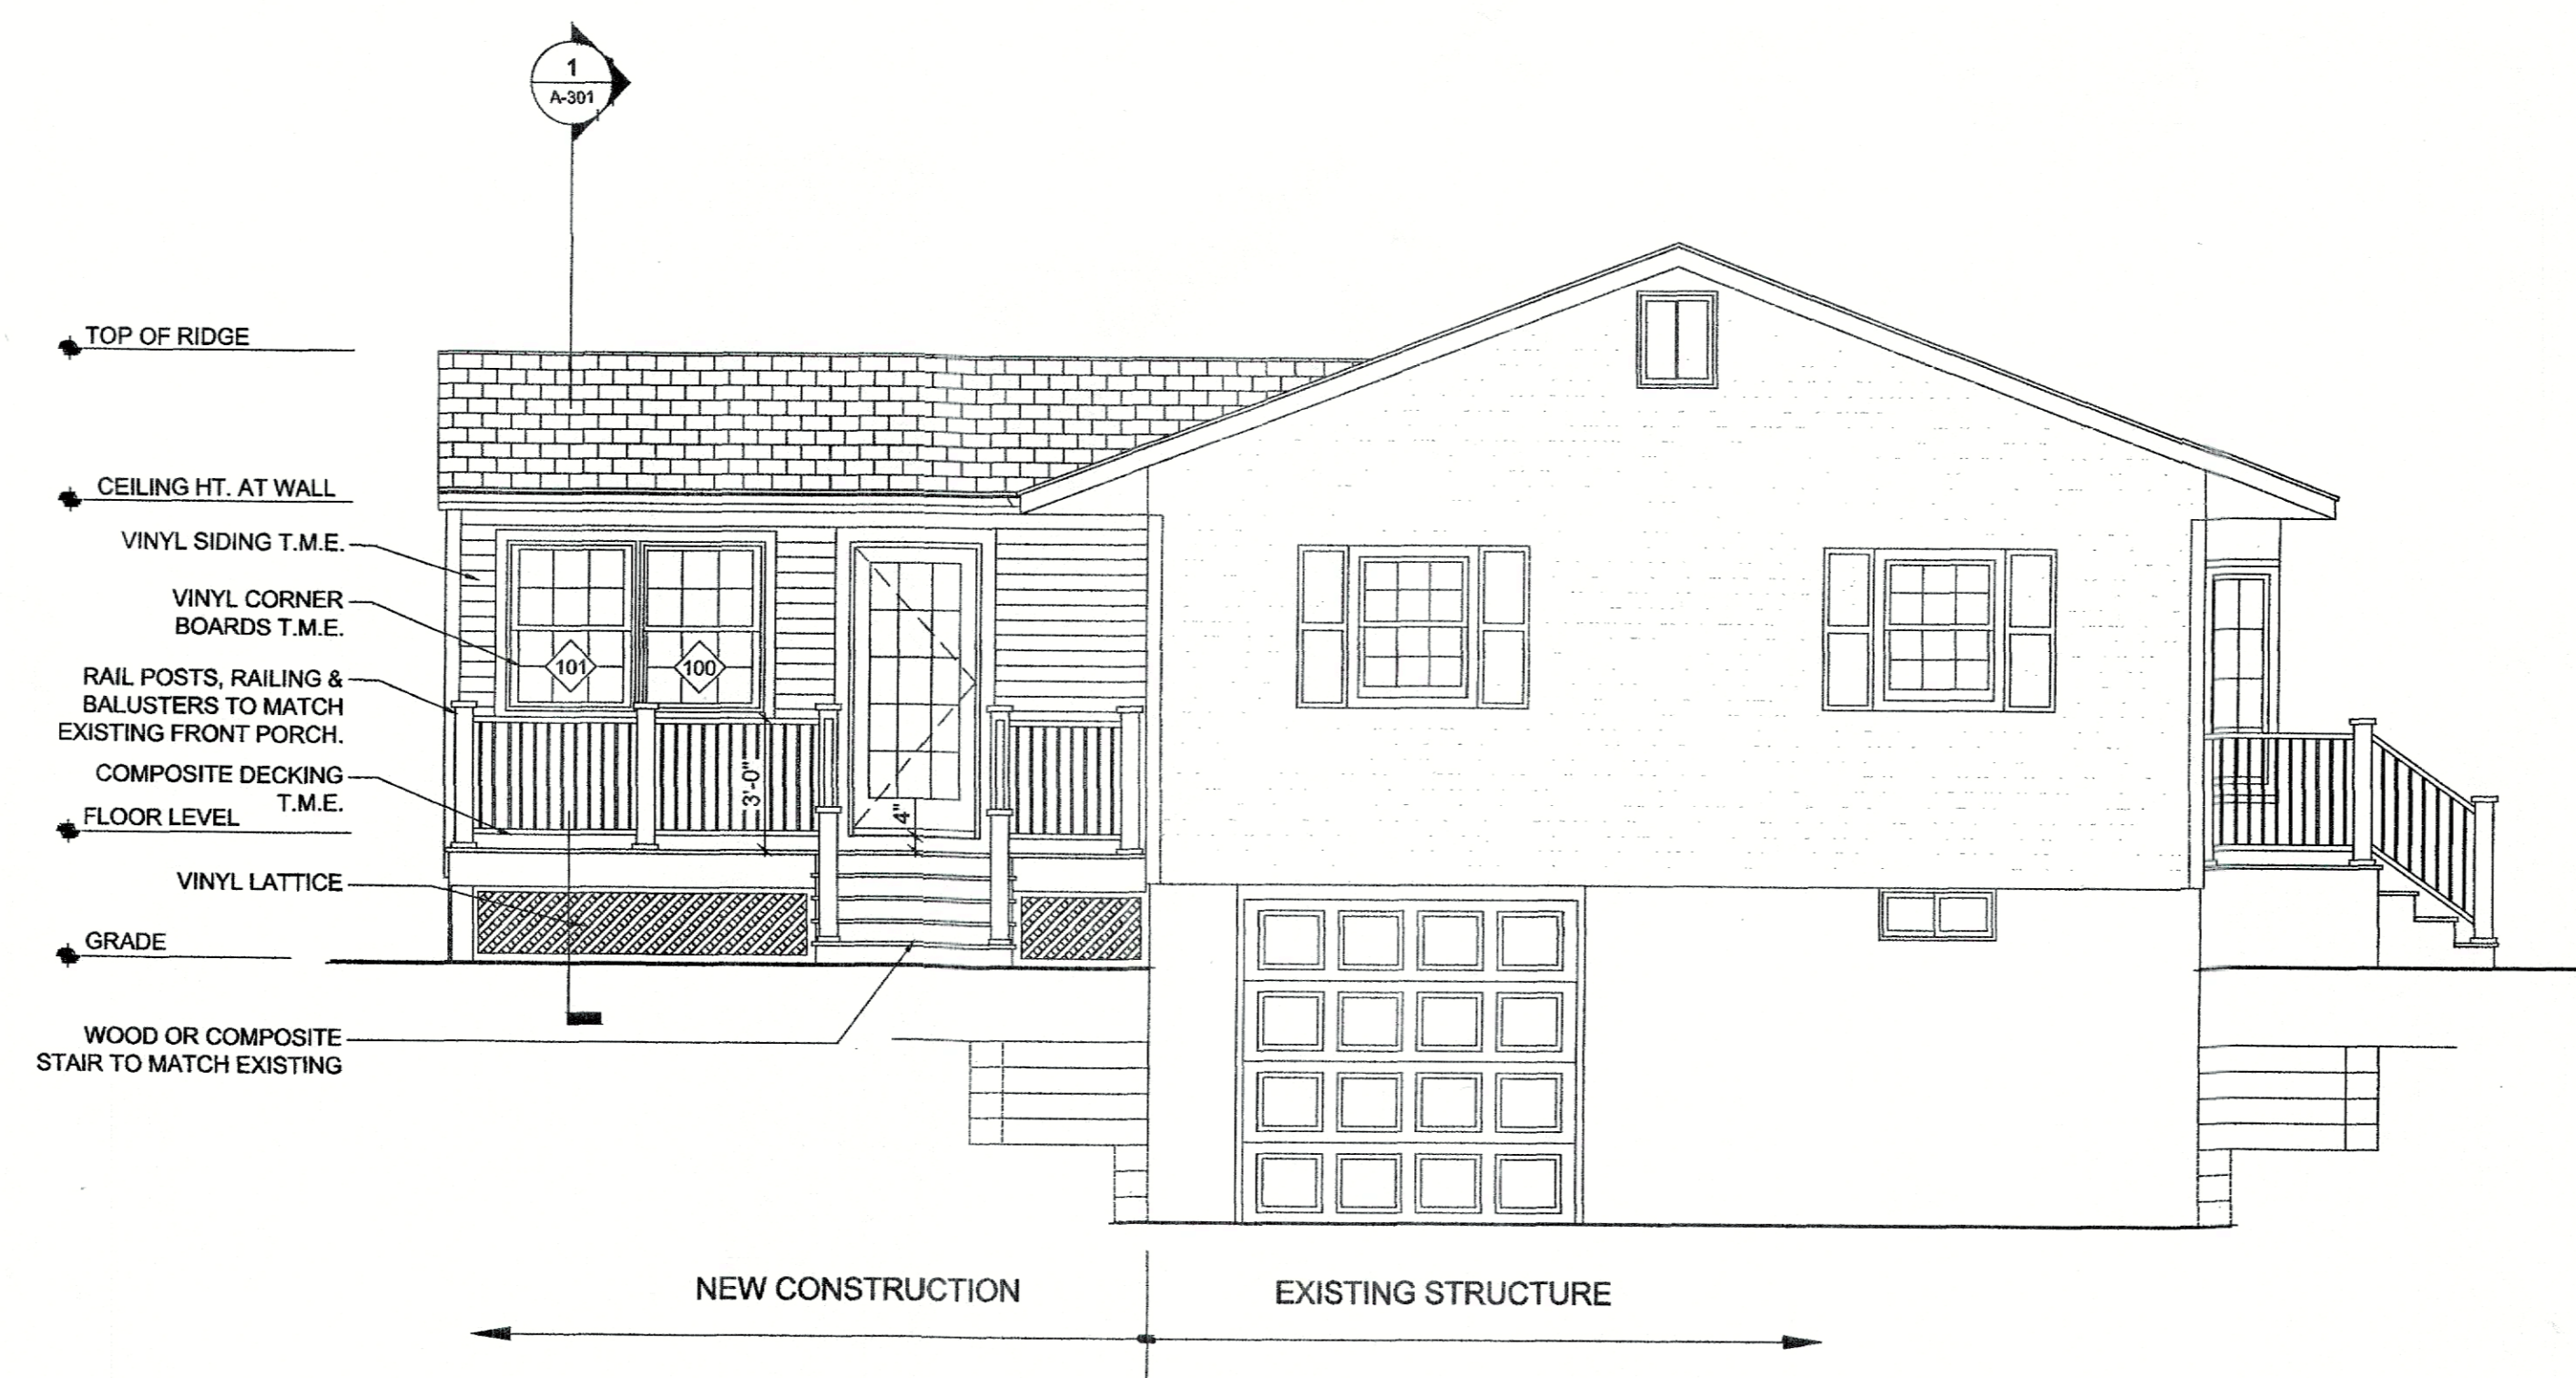 1
A-301
TOP OF RIDGE
CEILING HT. AT WALL
VINYL SIDING T.M.E.
VINYL CORNER
BOARDS T.M.E.
RAIL POSTS, RAILING &
BALUSTERS TO MATCH
EXISTING FRONT PORCH.
COMPOSITE DECKING
T.M.E.
FLOOR LEVEL
VINYL LATTICE
GRADE
WOOD OR COMPOSITE
STAIR TO MATCH EXISTING
101
100
3'-0"
4"
NEW CONSTRUCTION
EXISTING STRUCTURE